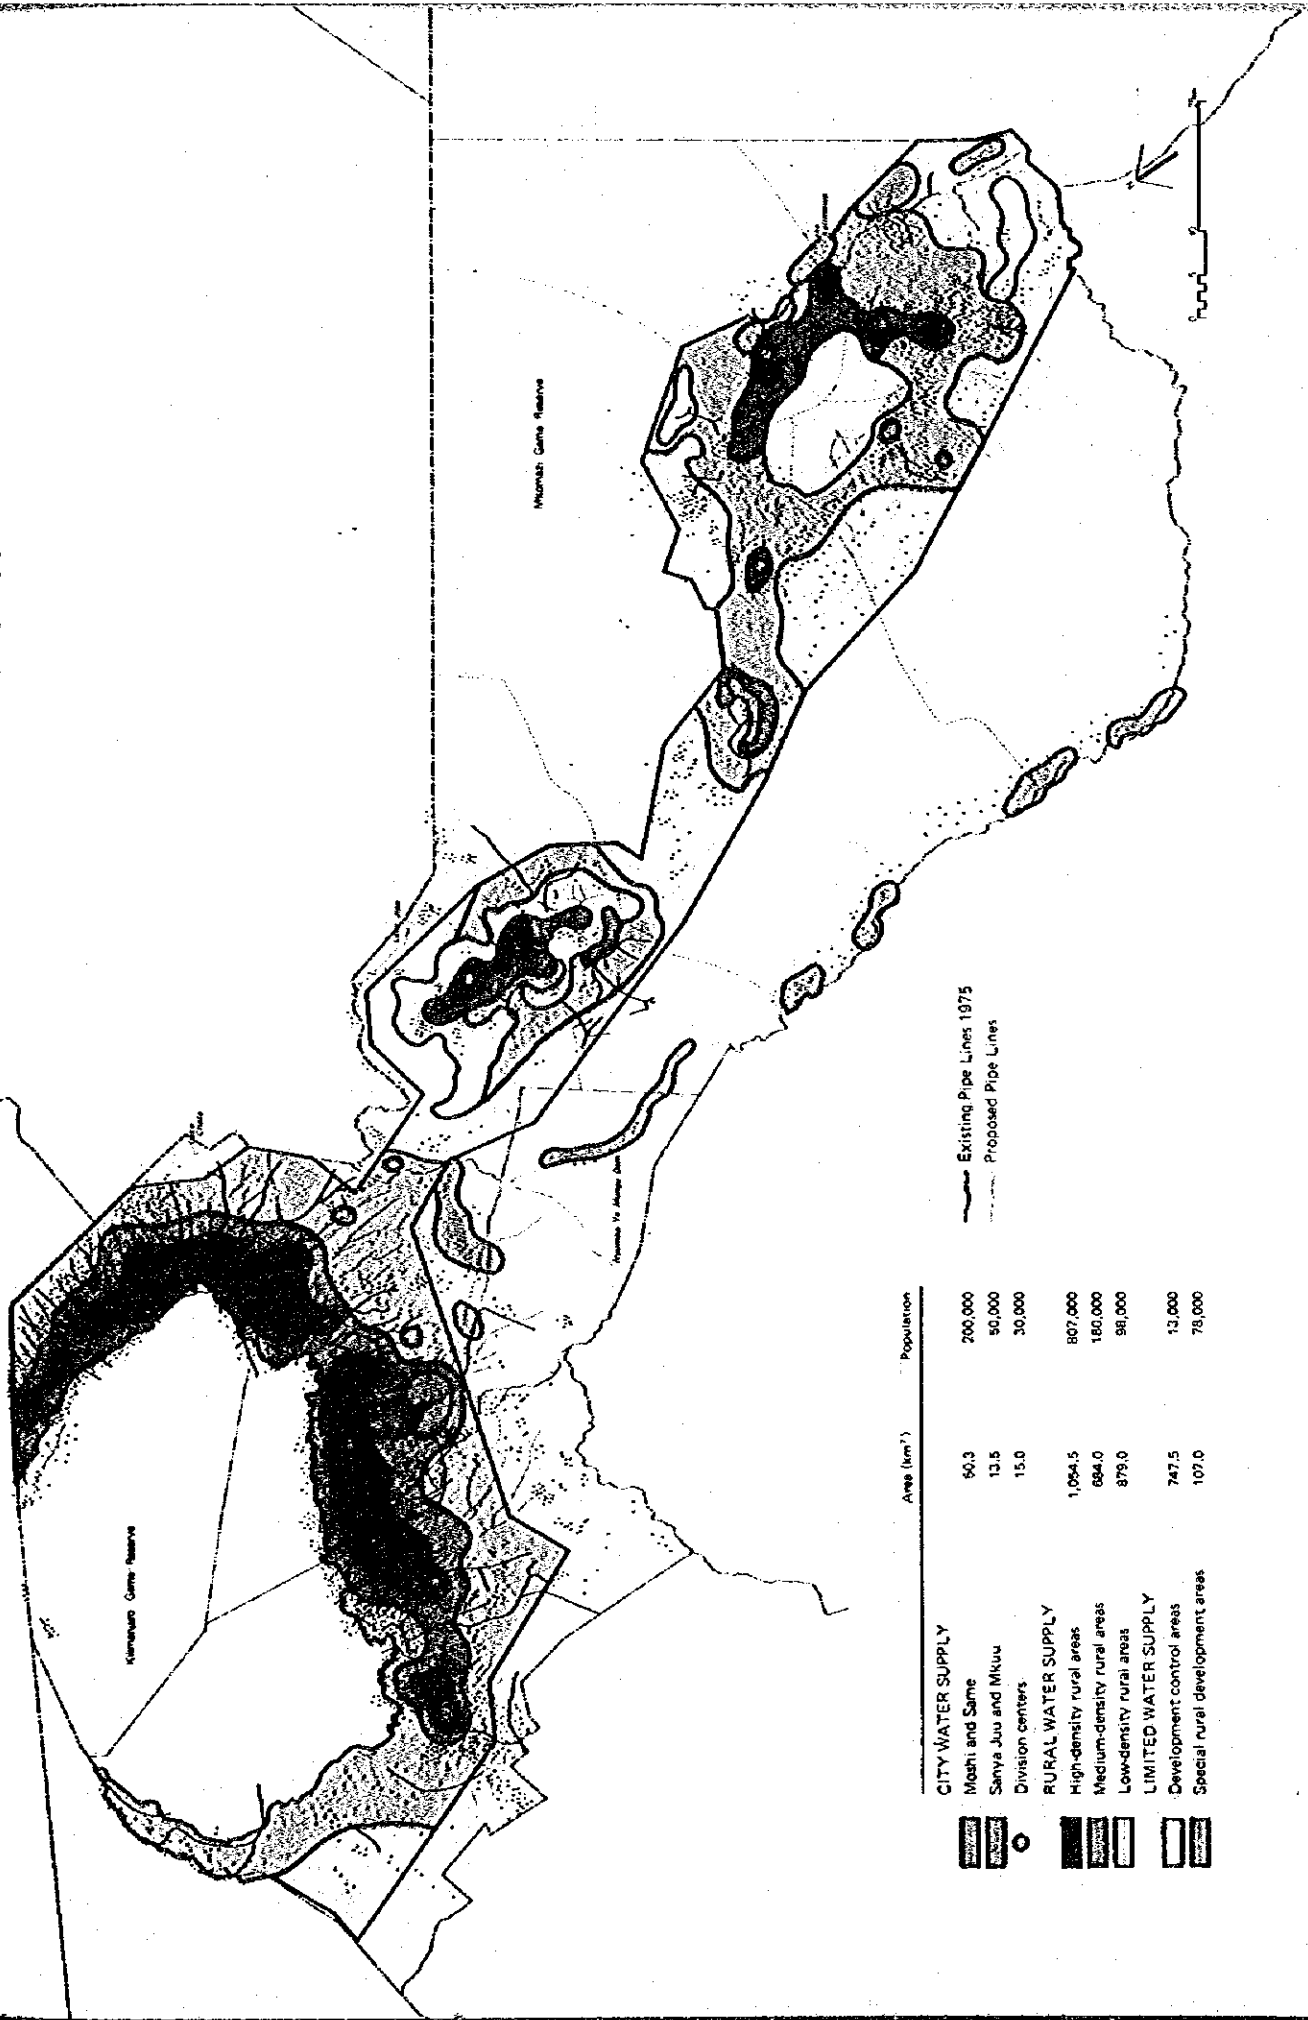 Kilimanjaro Game Reserve
Mkomazi Game Reserve
Area (km²) Population
CITY WATER SUPPLY
Moshi and Same 60.3 200,000
Sanya Juu and Mkuu 13.5 50,000
Division centers 15.0 30,000
RURAL WATER SUPPLY
High-density rural areas 1,054.5 807,000
Medium-density rural areas 684.0 180,000
Low-density rural areas 879.0 98,000
LIMITED WATER SUPPLY
Development control areas 747.5 13,000
Special rural development areas 107.0 78,000
Existing Pipe Lines 1975
Proposed Pipe Lines